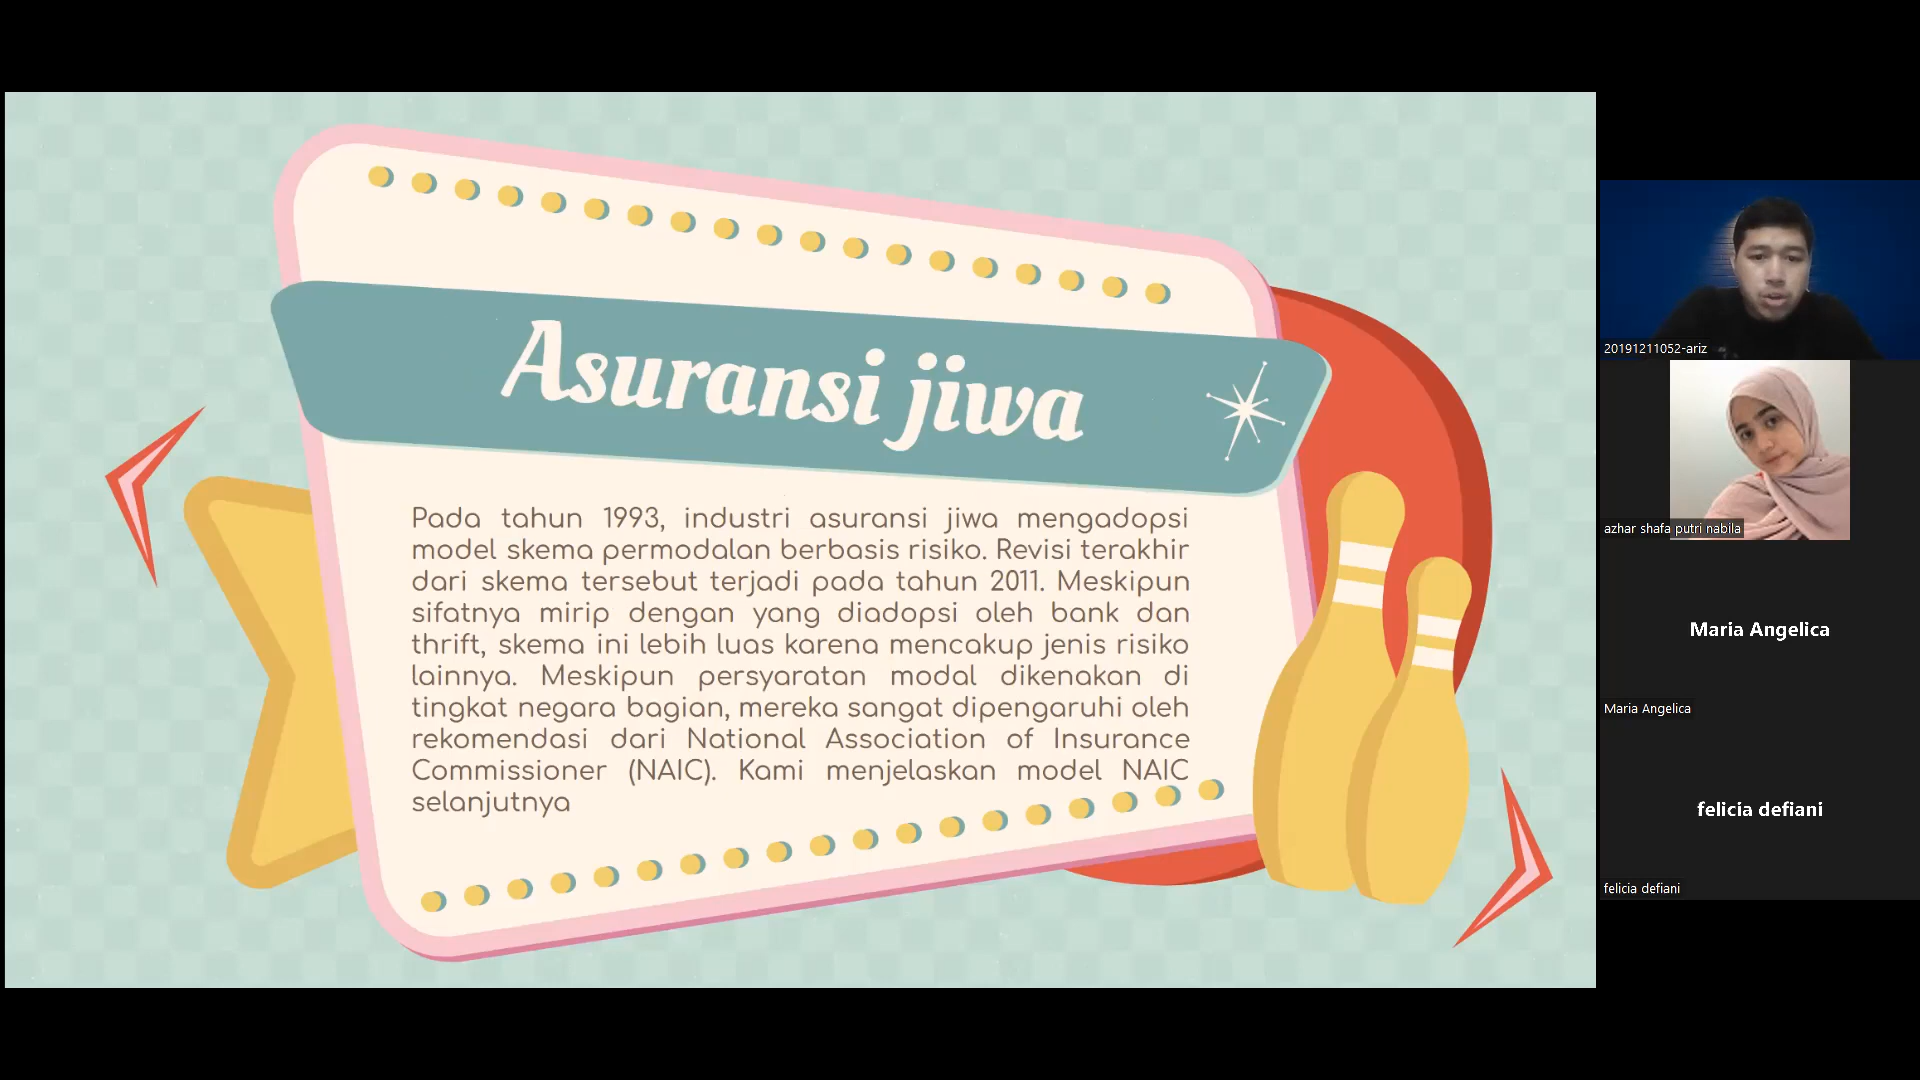 Asuransi jiwa
Pada tahun 1993, industri asuransi jiwa mengadopsi
model skema permodalan berbasis risiko. Revisi terakhir
dari skema tersebut terjadi pada tahun 2011. Meskipun
sifatnya mirip dengan yang diadopsi oleh bank dan
thrift, skema ini lebih luas karena mencakup jenis risiko
lainnya. Meskipun persyaratan modal dikenakan di
tingkat negara bagian, mereka sangat dipengaruhi oleh
rekomendasi dari National Association of Insurance
Commissioner (NAIC). Kami menjelaskan model NAIC
selanjutnya
20191211052-ariz
azhar shafa putri nabila
Maria Angelica
Maria Angelica
felicia defiani
felicia defiani